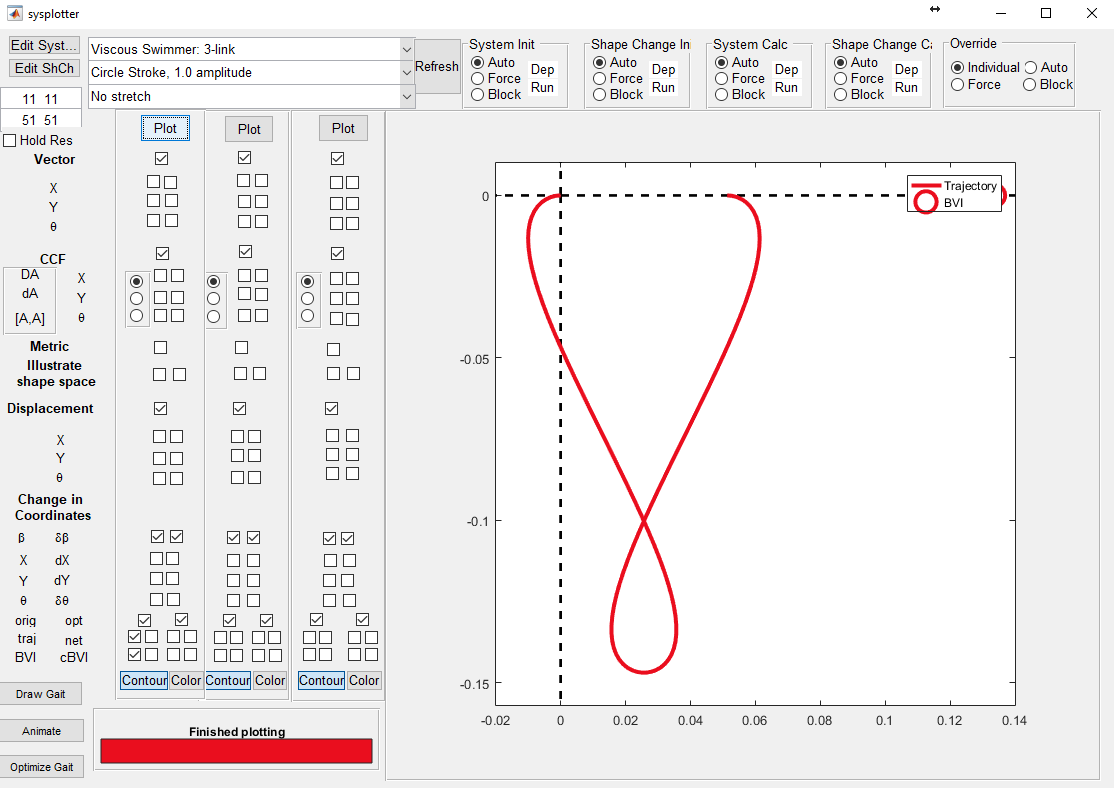 sysplotter
Edit Syst...
Edit ShCh
Viscous Swimmer: 3-link
Circle Stroke, 1.0 amplitude
No stretch
Refresh
System Init
Auto
Force
Block
Dep
Run
Shape Change Ini
Auto
Force
Block
Dep
Run
System Calc
Auto
Force
Block
Dep
Run
Shape Change Ca
Auto
Force
Block
Dep
Run
Override
Individual Auto
Force Block
11 11
51 51
Hold Res
Plot Plot Plot
Vector
X
Y
θ
CCF
DA X
dA Y
[A,A] θ
Metric
Illustrate
shape space
Displacement
X
Y
θ
Change in
Coordinates
β δβ
X dX
Y dY
θ δθ
orig opt
traj net
BVI cBVI
Contour Color Contour Color Contour Color
Draw Gait
Animate
Optimize Gait
Finished plotting
Trajectory
BVI
0
-0.05
-0.1
-0.15
-0.02 0 0.02 0.04 0.06 0.08 0.1 0.12 0.14